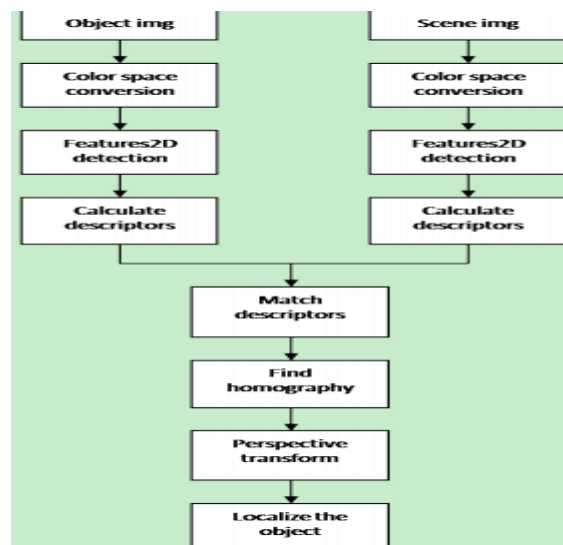 Object img
Scene img
Color space
conversion
Color space
conversion
Features2D
detection
Features2D
detection
Calculate
descriptors
Calculate
descriptors
Match
descriptors
Find
homography
Perspective
transform
Localize the
object